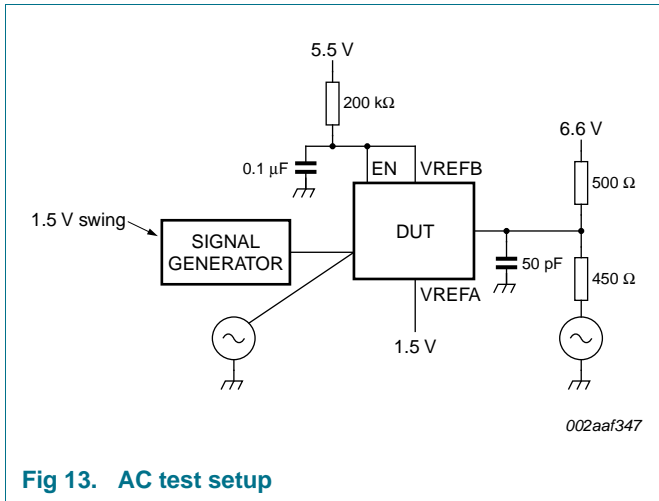 5.5 V
200 kΩ
6.6 V
0.1 μF
EN
VREFB
500 Ω
1.5 V swing
SIGNAL
GENERATOR
DUT
50 pF
450 Ω
VREFA
1.5 V
002aaf347
Fig 13. AC test setup